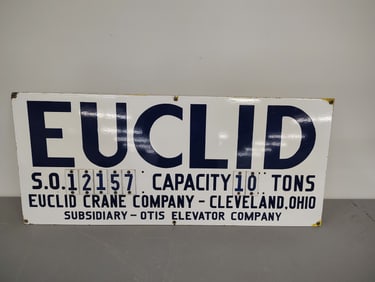 EUCLID
S.O. 12157 CAPACITY 10 TONS
EUCLID CRANE COMPANY - CLEVELAND, OHIO
SUBSIDIARY - OTIS ELEVATOR COMPANY